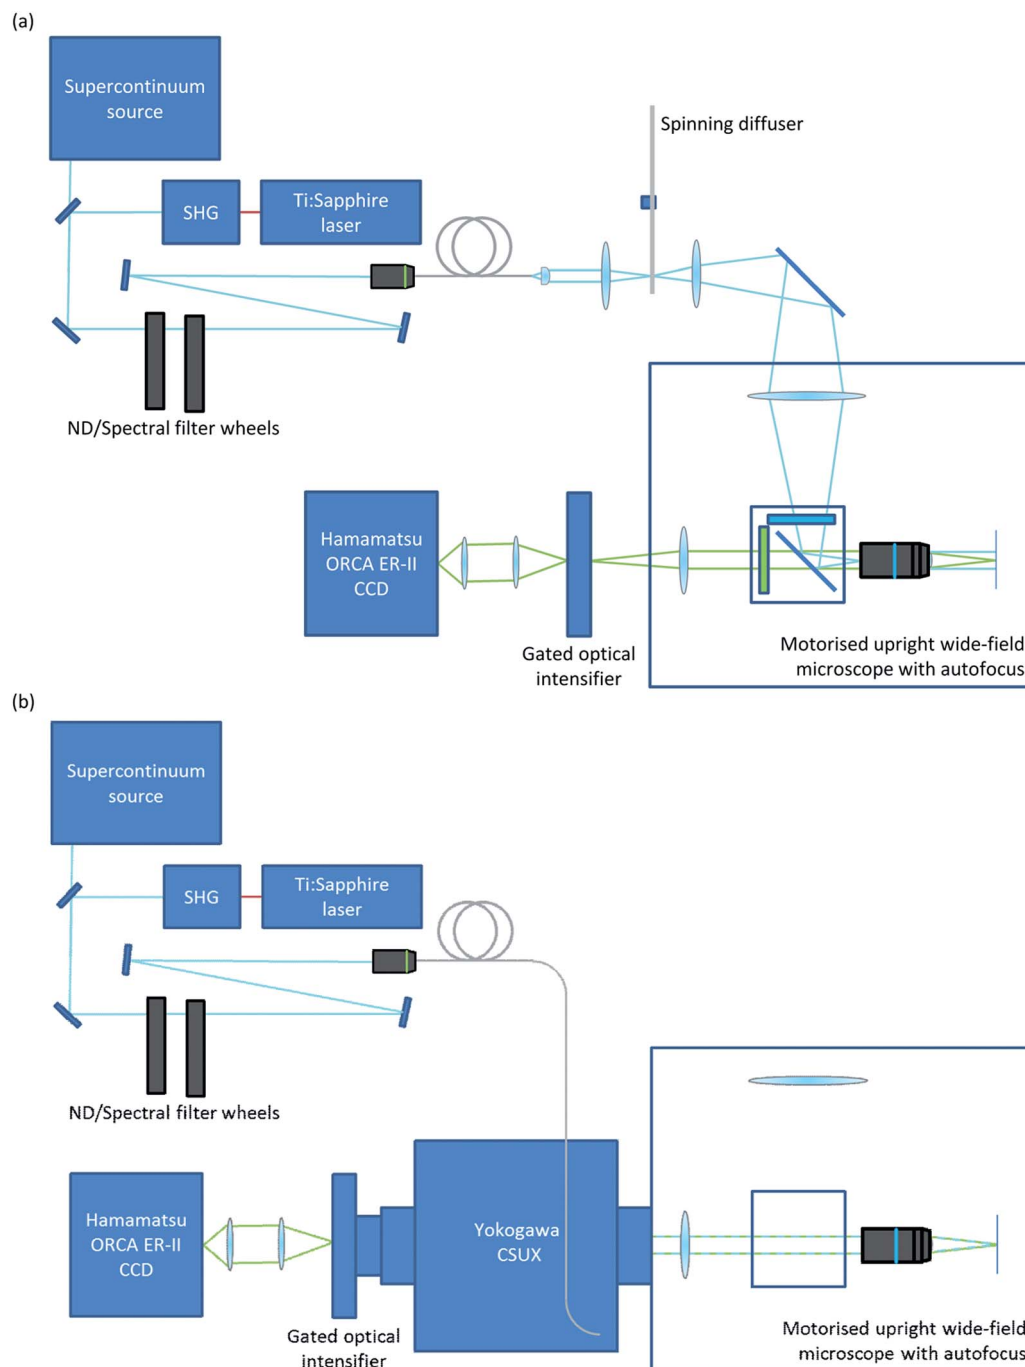 (a)
Supercontinuum
source
Spinning diffuser
SHG
Ti:Sapphire
laser
ND/Spectral filter wheels
Hamamatsu
ORCA ER-II
CCD
Gated optical
intensifier
Motorised upright wide-field
microscope with autofocus
(b)
Supercontinuum
source
SHG
Ti:Sapphire
laser
ND/Spectral filter wheels
Hamamatsu
ORCA ER-II
CCD
Yokogawa
CSUX
Gated optical
intensifier
Motorised upright wide-field
microscope with autofocus